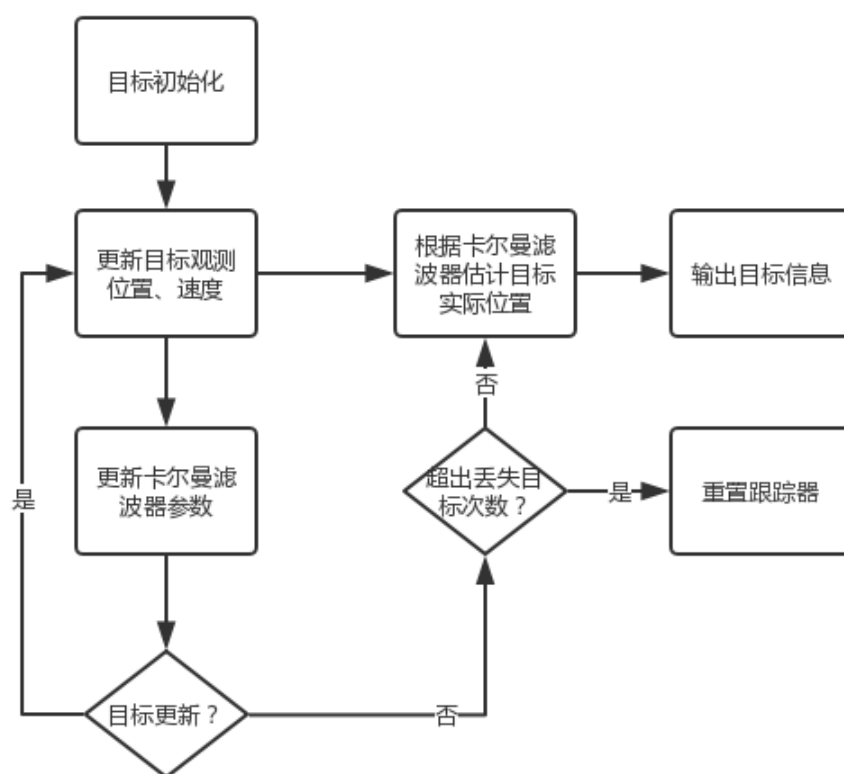 目标初始化
更新目标观测
位置、速度
根据卡尔曼滤
波器估计目标
实际位置
输出目标信息
否
更新卡尔曼滤
波器参数
超出丢失目
标次数？
是
重置跟踪器
是
目标更新？
否